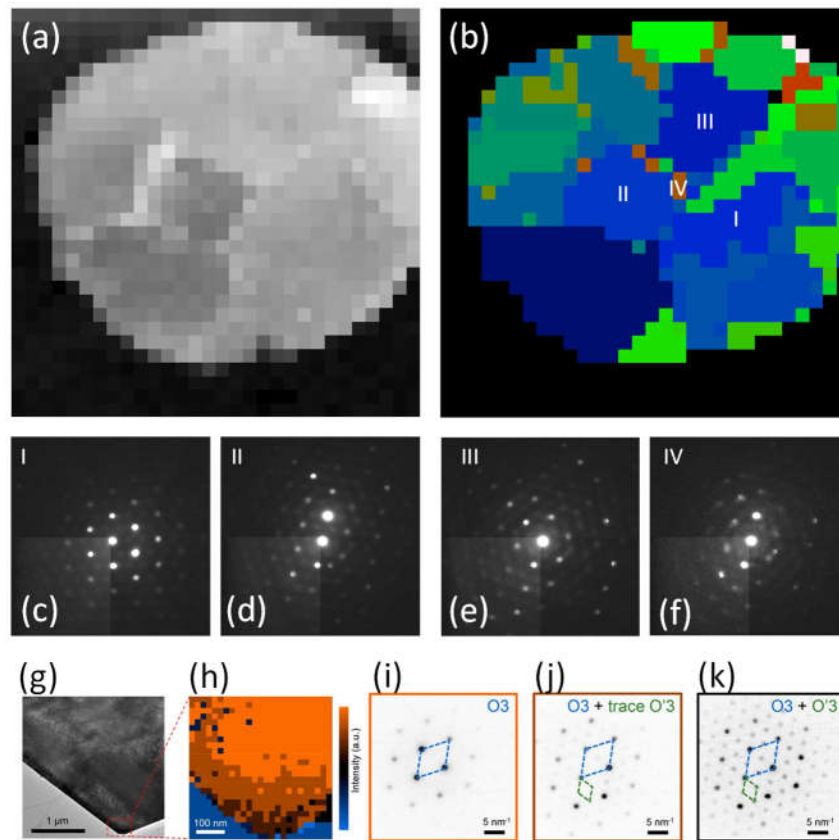 (a)
(b)
III
IV
II
I
I
II
III
IV
(c)
(d)
(e)
(f)
(g)
(h)
(i)
(j)
(k)
O3
O3 + trace O'3
O3 + O'3
Intensity (a.u.)
1 μm
100 nm
5 nm⁻¹
5 nm⁻¹
5 nm⁻¹